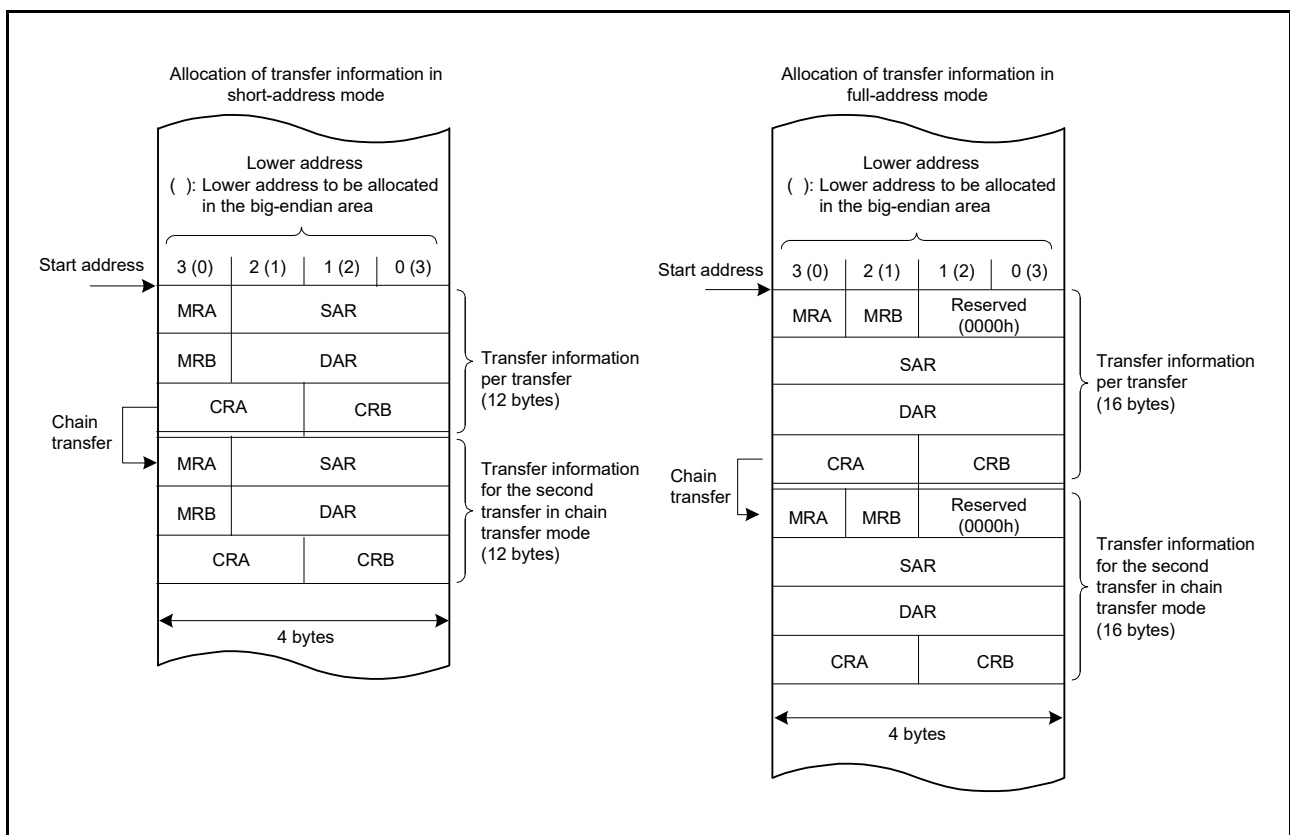 Allocation of transfer information in
short-address mode
Lower address
( ): Lower address to be allocated
in the big-endian area
Start address
3 (0) 2 (1) 1 (2) 0 (3)
MRA SAR
MRB DAR
CRA CRB
Transfer information
per transfer
(12 bytes)
Chain
transfer
MRA SAR
MRB DAR
CRA CRB
Transfer information
for the second
transfer in chain
transfer mode
(12 bytes)
4 bytes
Allocation of transfer information in
full-address mode
Lower address
( ): Lower address to be allocated
in the big-endian area
Start address
3 (0) 2 (1) 1 (2) 0 (3)
MRA MRB Reserved
(0000h)
SAR
DAR
CRA CRB
Transfer information
per transfer
(16 bytes)
Chain
transfer
MRA MRB Reserved
(0000h)
SAR
DAR
CRA CRB
Transfer information
for the second
transfer in chain
transfer mode
(16 bytes)
4 bytes